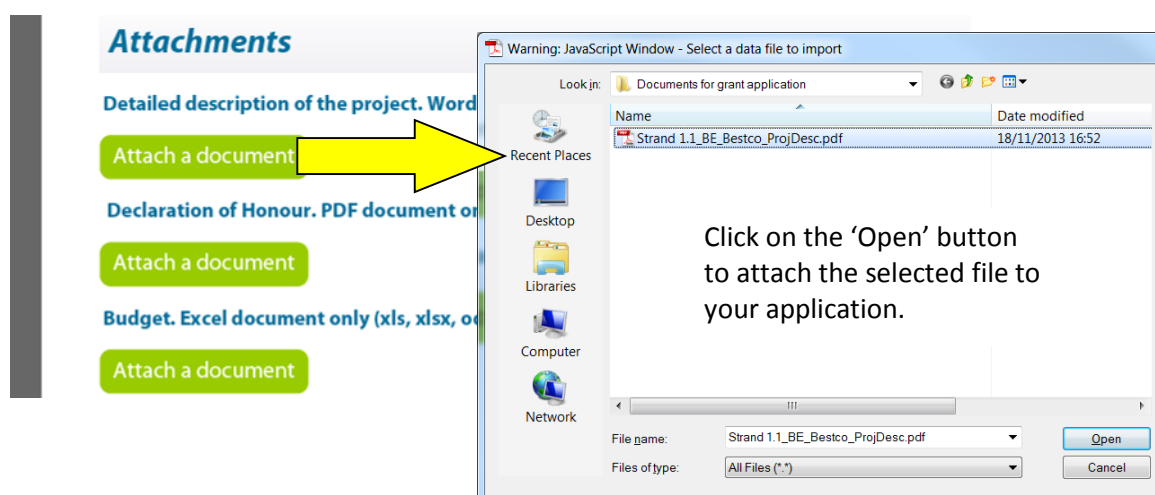 Attachments
Detailed description of the project. Word
Attach a document
Declaration of Honour. PDF document
Attach a document
Budget. Excel document only (xls, xlsx,
Attach a document
Warning: JavaScript Window - Select a data file to import
Look in:
Documents for grant application
Name
Date modified
Strand 1.1_BE_Bestco_ProjDesc.pdf
18/11/2013 16:52
Recent Places
Desktop
Libraries
Computer
Network
Click on the ‘Open’ button
to attach the selected file to
your application.
File name:
Strand 1.1_BE_Bestco_ProjDesc.pdf
Open
Files of type:
All Files (*.*)
Cancel